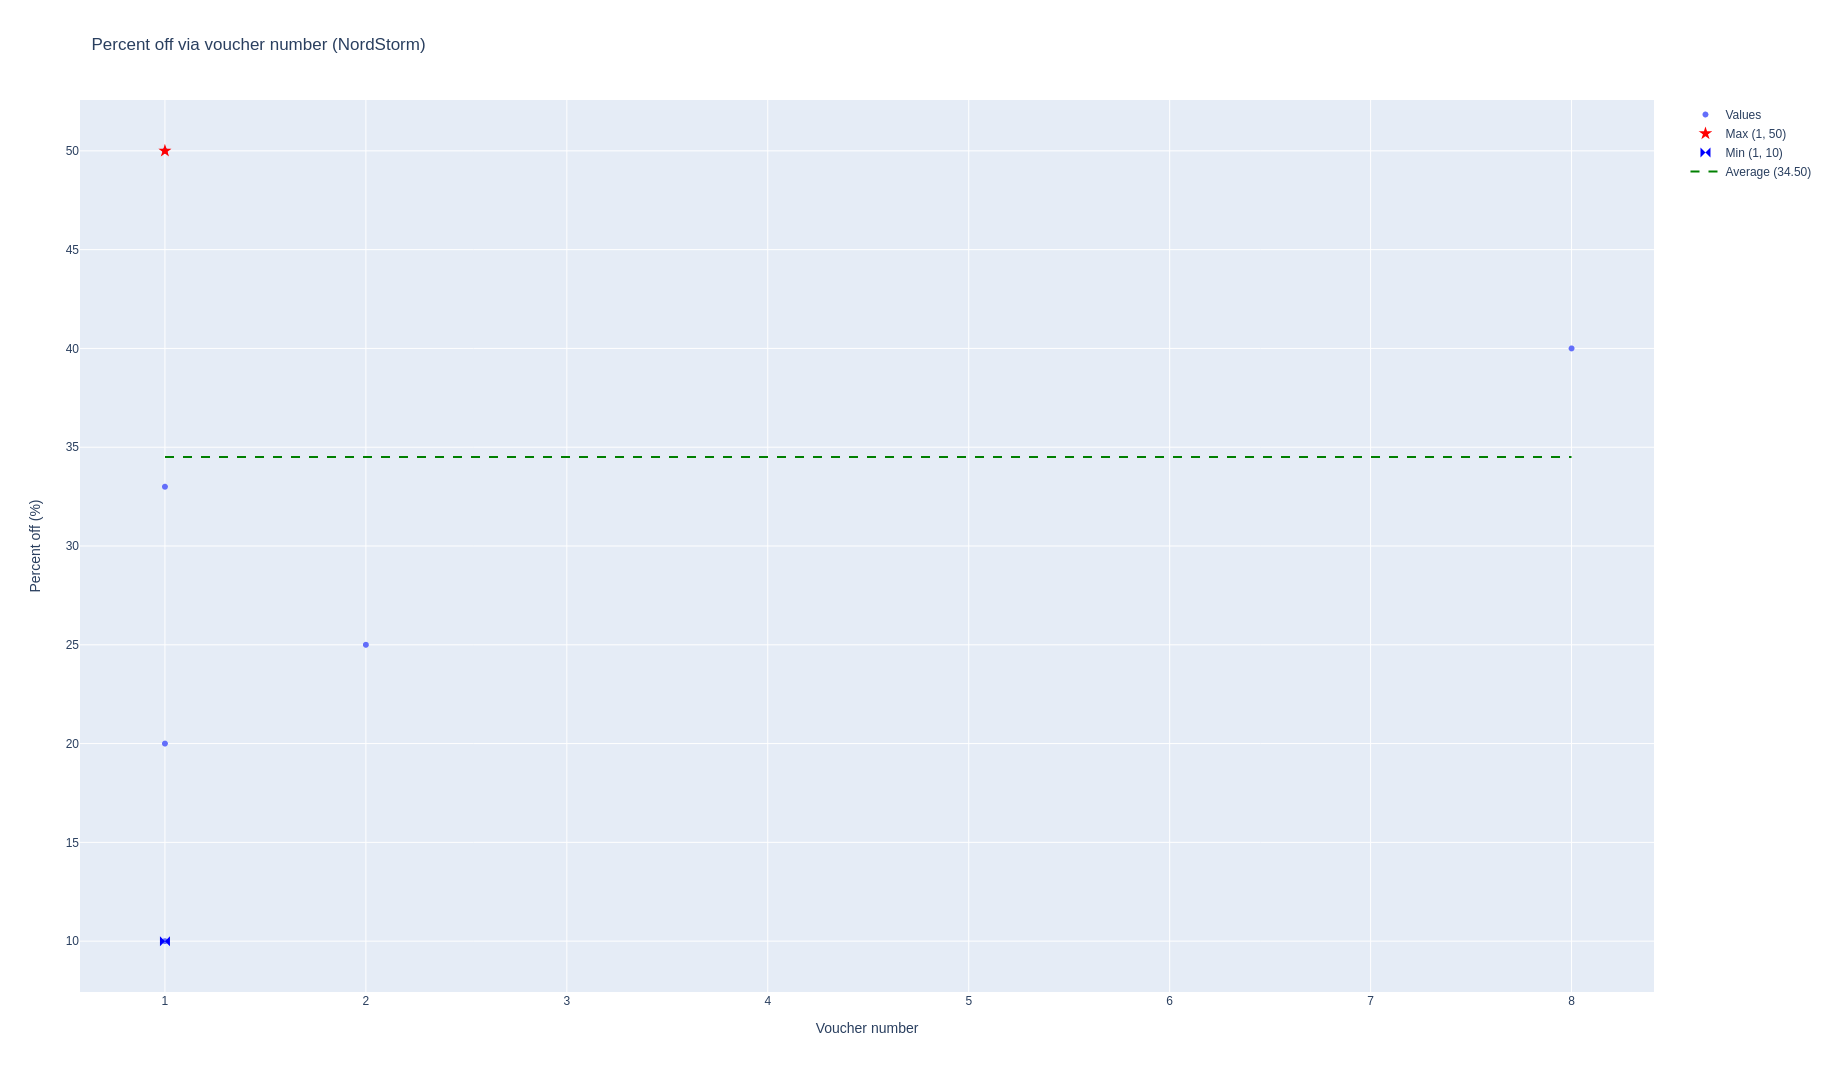 Percent off via voucher number (NordStorm)
Values
Max (1, 50)
Min (1, 10)
Average (34.50)
50
45
40
35
30
25
20
15
10
Percent off (%)
1 2 3 4 5 6 7 8
Voucher number